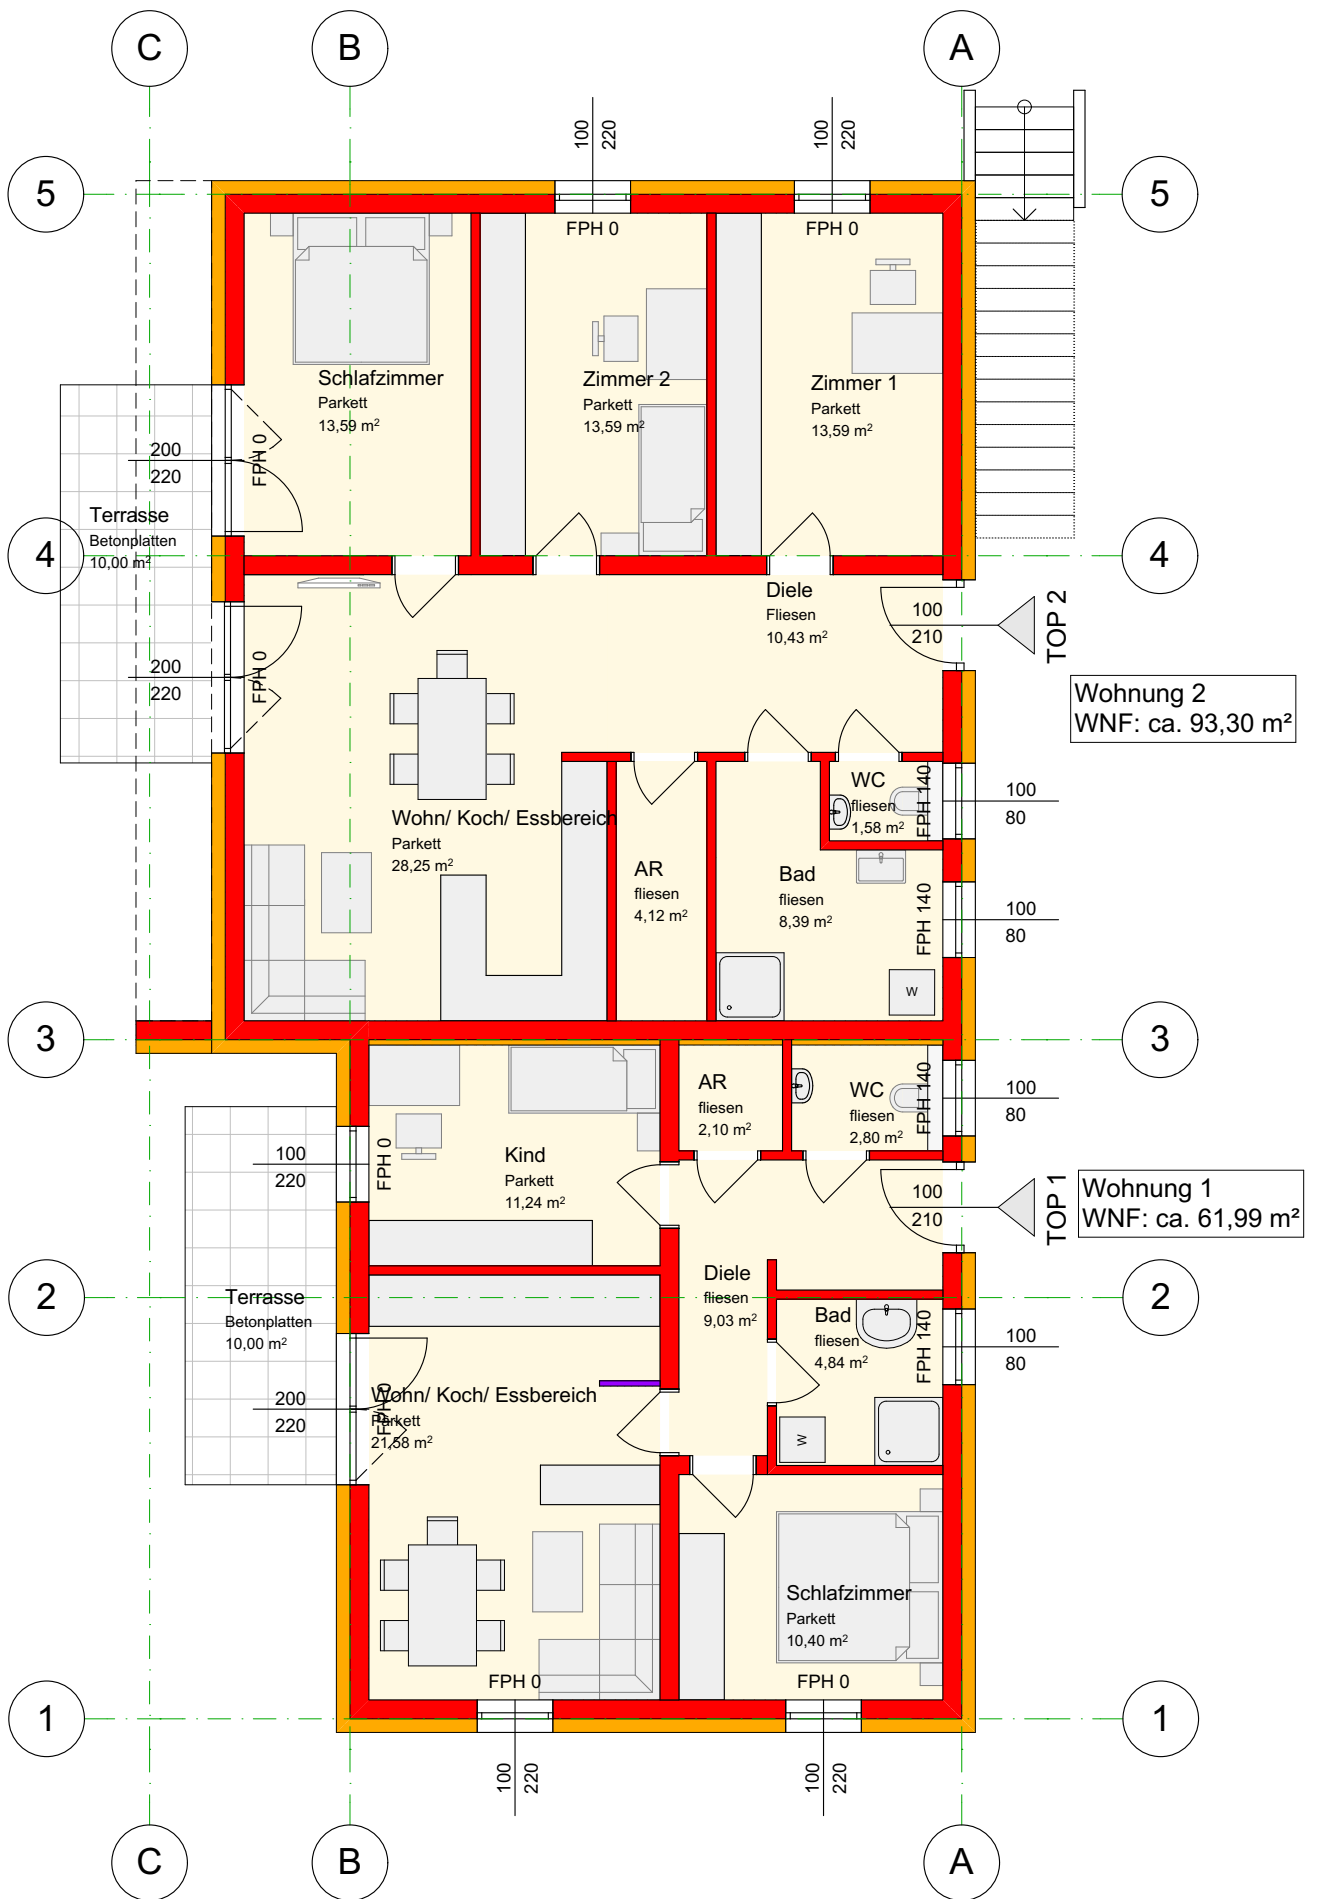 C
B
A
100
220
100
220
5
5
FPH 0
FPH 0
Schlafzimmer
Parkett
13,59 m²
Zimmer 2
Parkett
13,59 m²
Zimmer 1
Parkett
13,59 m²
200
220
FPH 0
Terrasse
Betonplatten
10,00 m²
4
4
Diele
Fliesen
10,43 m²
100
210
TOP 2
200
220
FPH 0
Wohnung 2
WNF: ca. 93,30 m²
WC
fliesen
1,58 m²
FPH 140
100
80
Wohn/ Koch/ Essbereich
Parkett
28,25 m²
AR
fliesen
4,12 m²
Bad
fliesen
8,39 m²
FPH 140
100
80
W
3
3
AR
fliesen
2,10 m²
WC
fliesen
2,80 m²
FPH 140
100
80
100
220
FPH 0
Kind
Parkett
11,24 m²
100
210
TOP 1
Wohnung 1
WNF: ca. 61,99 m²
2
2
Terrasse
Betonplatten
10,00 m²
Diele
fliesen
9,03 m²
Bad
fliesen
4,84 m²
FPH 140
100
80
200
220
FPH 0
Wohn/ Koch/ Essbereich
Parkett
21,58 m²
W
Schlafzimmer
Parkett
10,40 m²
FPH 0
FPH 0
1
1
100
220
100
220
C
B
A